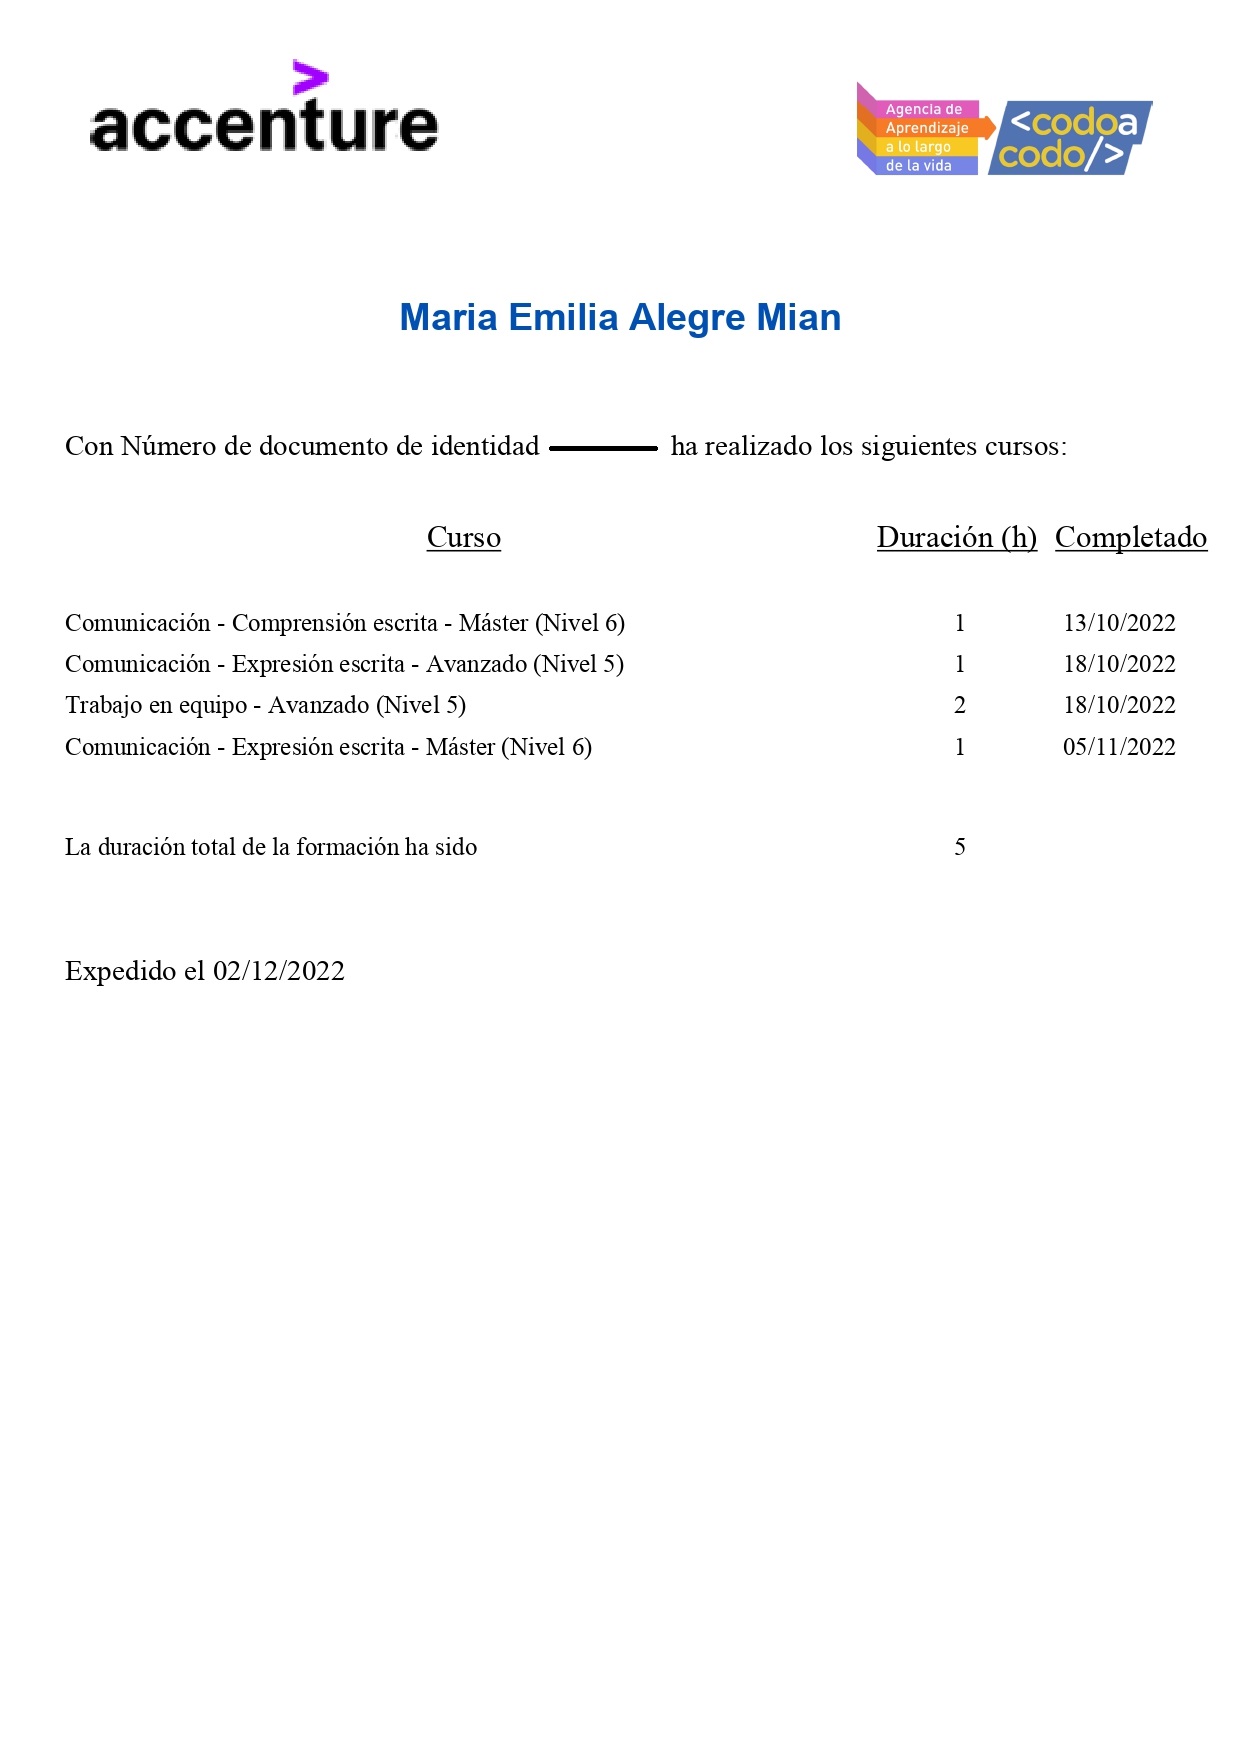 accenture
Agencia de
Aprendizaje
a lo largo
de la vida
<codoa
codo/>
Maria Emilia Alegre Mian
Con Número de documento de identidad ha realizado los siguientes cursos:
Curso Duración (h) Completado
Comunicación - Comprensión escrita - Máster (Nivel 6) 1 13/10/2022
Comunicación - Expresión escrita - Avanzado (Nivel 5) 1 18/10/2022
Trabajo en equipo - Avanzado (Nivel 5) 2 18/10/2022
Comunicación - Expresión escrita - Máster (Nivel 6) 1 05/11/2022
La duración total de la formación ha sido 5
Expedido el 02/12/2022